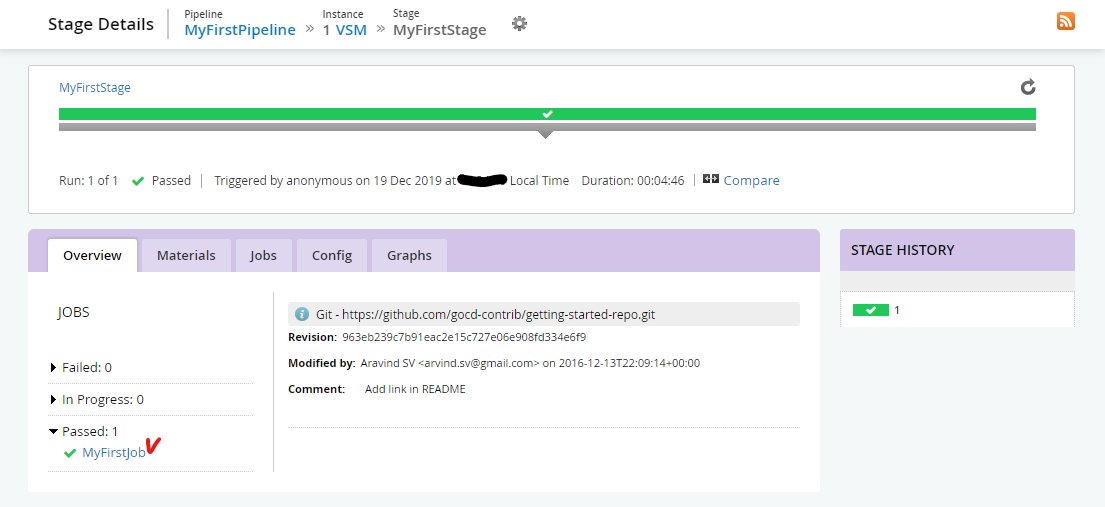 Stage Details
Pipeline
MyFirstPipeline
»
Instance
1 VSM
»
Stage
MyFirstStage
MyFirstStage
Run: 1 of 1 Passed | Triggered by anonymous on 19 Dec 2019 at Local Time Duration: 00:04:46 | Compare
Overview Materials Jobs Config Graphs
JOBS
Failed: 0
In Progress: 0
Passed: 1
MyFirstJob
Git - https://github.com/gocd-contrib/getting-started-repo.git
Revision: 963eb239c7b91eac2e15c727e06e908fd334e6f9
Modified by: Aravind SV <arvind.sv@gmail.com> on 2016-12-13T22:09:14+00:00
Comment: Add link in README
STAGE HISTORY
1